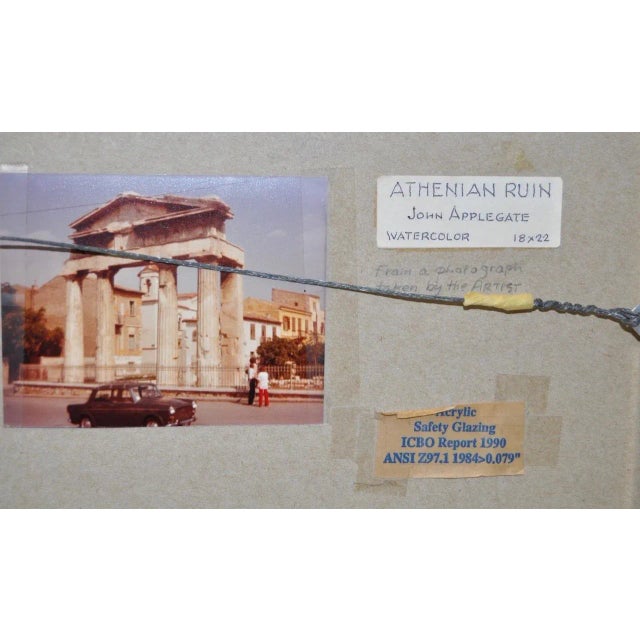 ATHENIAN RUIN
JOHN APPLEGATE
WATERCOLOR 18x22
from a photograph
taken by the ARTIST
Acrylic
Safety Glazing
ICBO Report 1990
ANSI Z97.1 1984>0.079"